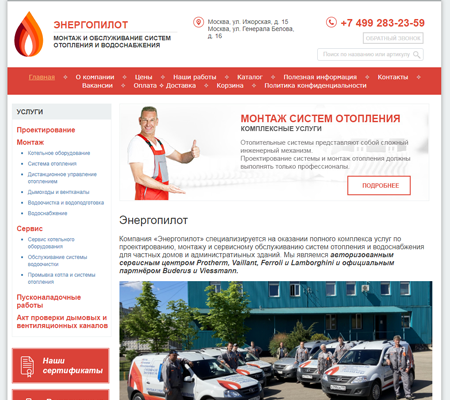 ЭНЕРГОПИЛОТ
МОНТАЖ И ОБСЛУЖИВАНИЕ СИСТЕМ
ОТОПЛЕНИЯ И ВОДОСНАБЖЕНИЯ
Москва, ул. Ижорская, д. 15
Москва, ул. Генерала Белова,
д. 16
+7 499 283-23-59
ОБРАТНЫЙ ЗВОНОК
Поиск по названию или артикулу
Главная О компании Цены Наши работы Каталог Полезная информация Контакты
Вакансии Оплата + Доставка Корзина Политика конфиденциальности
УСЛУГИ
Проектирование
Монтаж
Котельное оборудование
Система отопления
Дистанционное управление
отоплением
Дымоходы и вентканалы
Водоочистка и водоподготовка
Водоснабжение
Сервис
Сервис котельного
оборудования
Обслуживание системы
водоочистки
Промывка котла и системы
отопления
Пусконаладочные
работы
Акт проверки дымовых и
вентиляционных каналов
Наши
сертификаты
МОНТАЖ СИСТЕМ ОТОПЛЕНИЯ
КОМПЛЕКСНЫЕ УСЛУГИ
Отопительные системы представляют собой сложный
инженерный механизм.
Проектирование системы и монтаж отопления должны
выполнять только профессионалы.
ПОДРОБНЕЕ
Энергопилот
Компания «Энергопилот» специализируется на оказании полного комплекса услуг по
проектированию, монтажу и сервисному обслуживанию систем отопления и водоснабжения
для частных домов и административных зданий. Мы являемся авторизованным
сервисным центром Protherm, Vaillant, Ferroli и Lamborghini и официальным
партнёром Buderus и Viessmann.